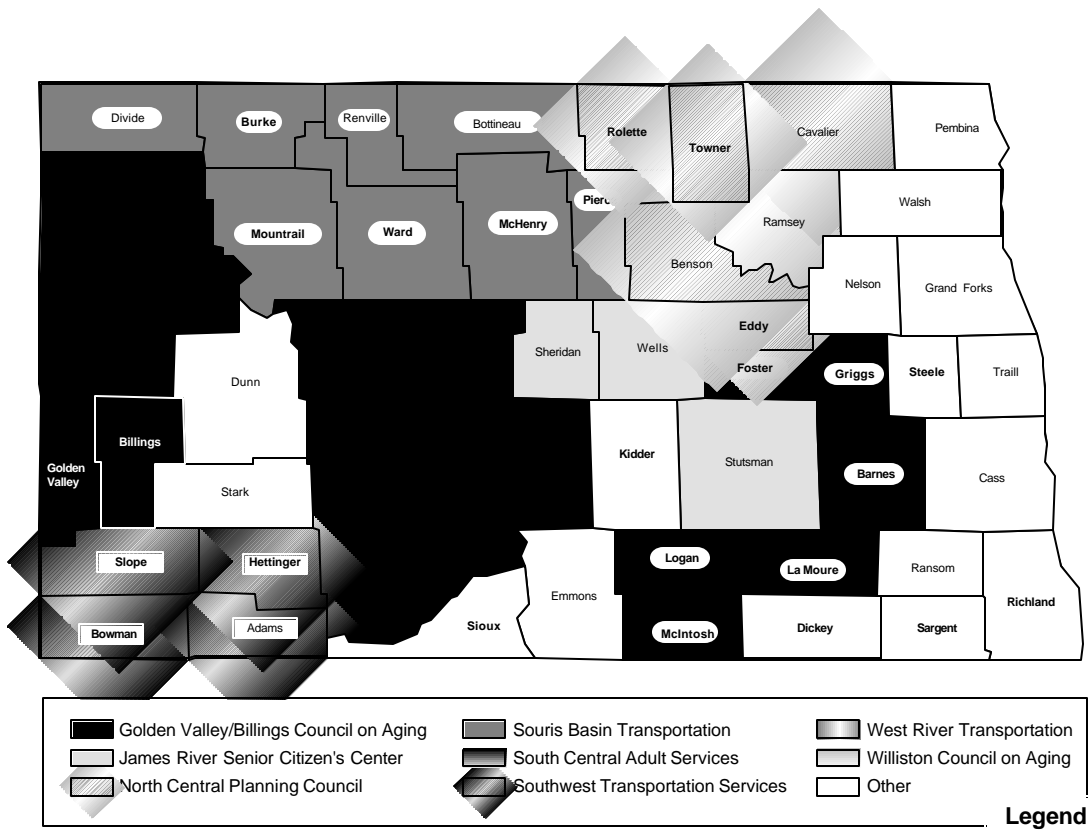 Divide
Burke
Renville
Bottineau
Rolette
Towner
Cavalier
Pembina
Pierc
Walsh
Mountrail
Ward
McHenry
Ramsey
Benson
Nelson
Grand Forks
Eddy
Sheridan
Wells
Foster
Griggs
Steele
Traill
Dunn
Billings
Golden
Valley
Kidder
Stutsman
Barnes
Cass
Stark
Slope
Hettinger
Logan
La Moure
Ransom
Emmons
Richland
Bowman
Adams
Sioux
McIntosh
Dickey
Sargent
Golden Valley/Billings Council on Aging
Souris Basin Transportation
West River Transportation
James River Senior Citizen's Center
South Central Adult Services
Williston Council on Aging
North Central Planning Council
Southwest Transportation Services
Other
Legend